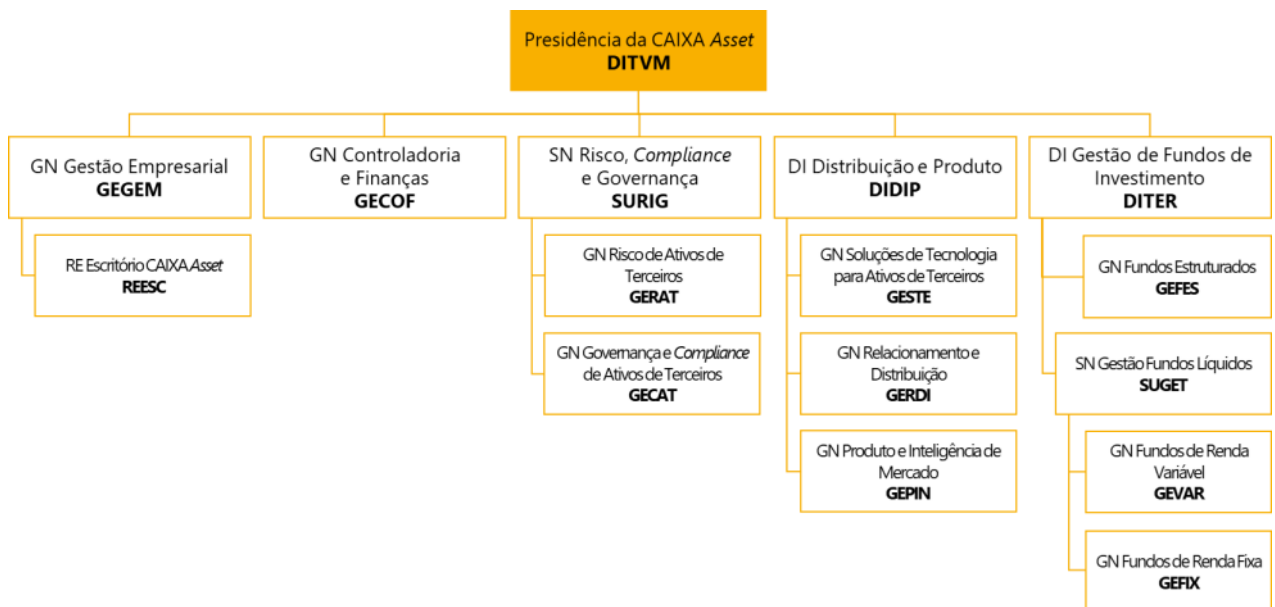 Presidência da CAIXA Asset
DITVM
GN Gestão Empresarial
GEGEM
GN Controladoria
e Finanças
GECOF
SN Risco, Compliance
e Governança
SURIG
DI Distribuição e Produto
DIDIP
DI Gestão de Fundos de
Investimento
DITER
RE Escritório CAIXA Asset
REESC
GN Risco de Ativos de
Terceiros
GERAT
GN Governança e Compliance
de Ativos de Terceiros
GECAT
GN Soluções de Tecnologia
para Ativos de Terceiros
GESTE
GN Relacionamento e
Distribuição
GERDI
GN Produto e Inteligência de
Mercado
GEPIN
GN Fundos Estruturados
GEFES
SN Gestão Fundos Líquidos
SUGET
GN Fundos de Renda
Variável
GEVAR
GN Fundos de Renda Fixa
GEFIX